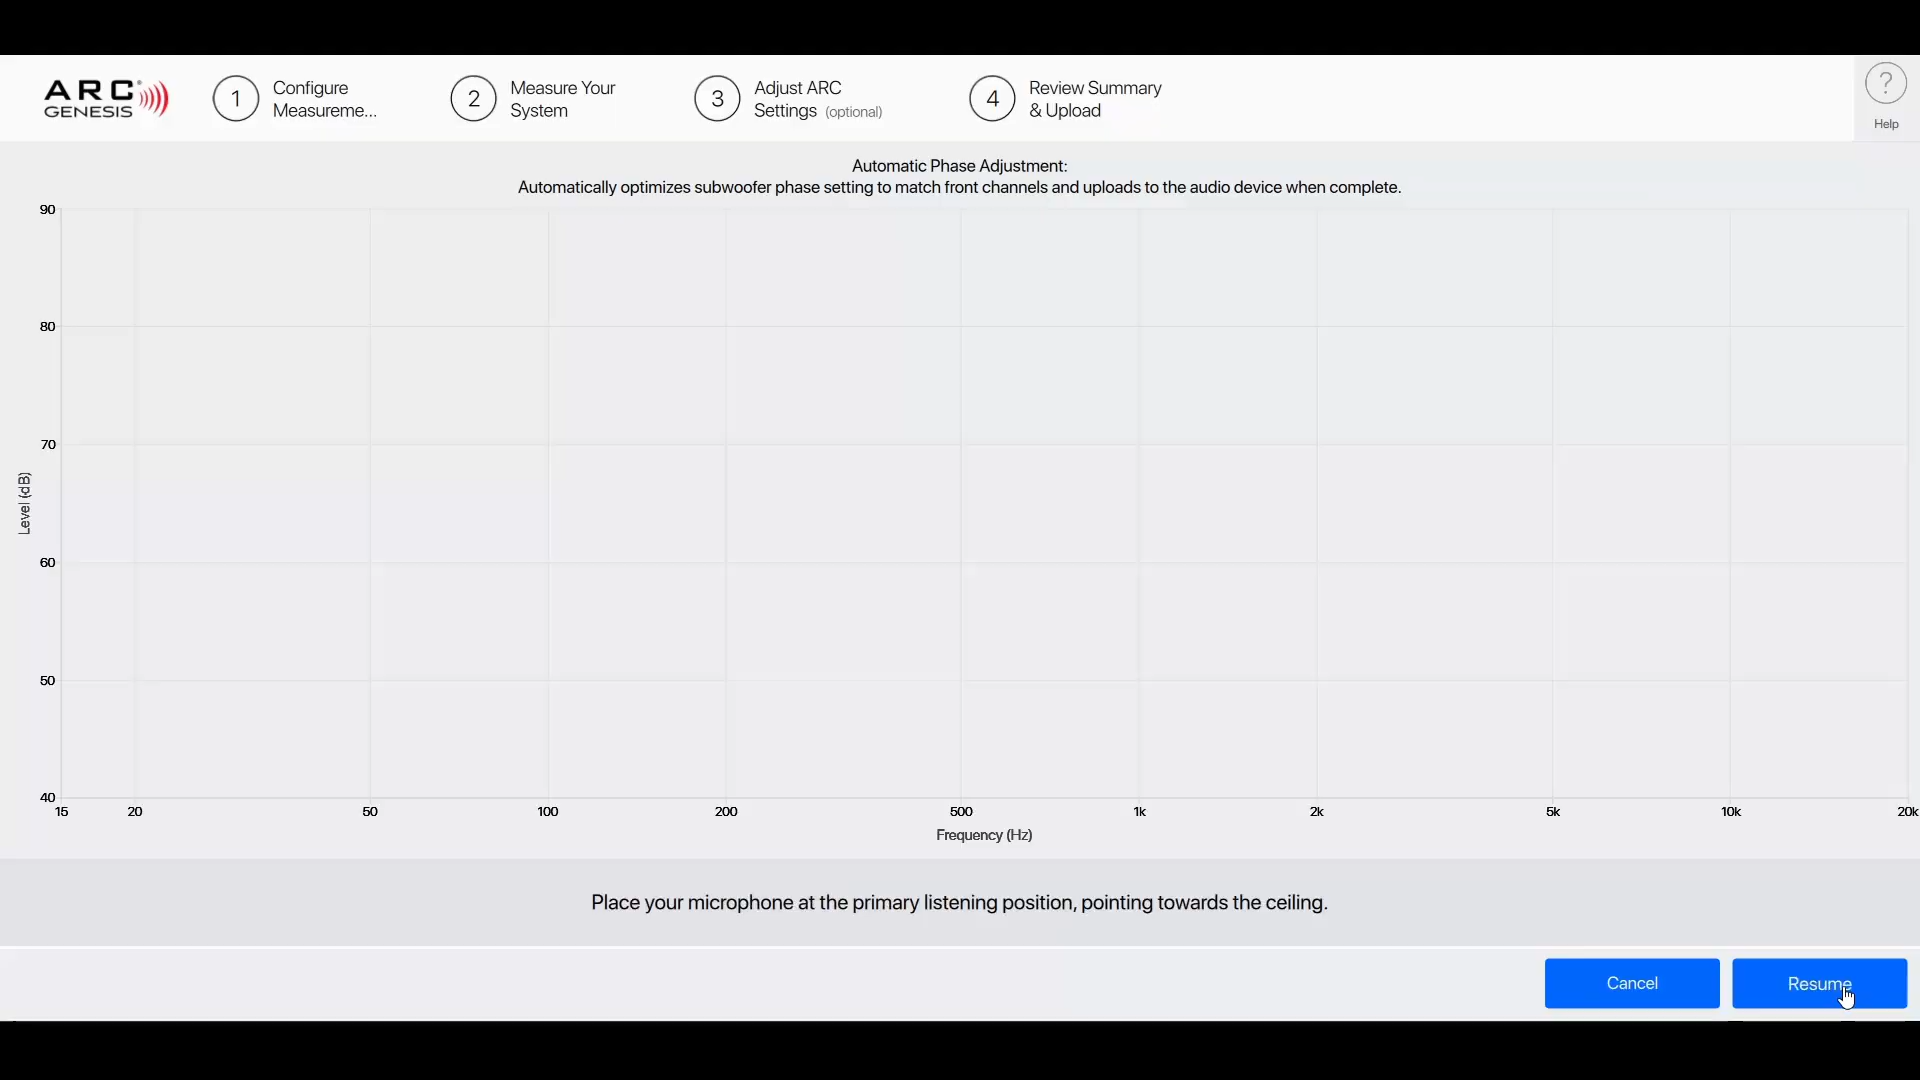 ARC
GENESIS
1
Configure
Measureme...
2
Measure Your
System
3
Adjust ARC
Settings (optional)
4
Review Summary
& Upload
?
Help
Automatic Phase Adjustment:
Automatically optimizes subwoofer phase setting to match front channels and uploads to the audio device when complete.
90
80
70
60
50
40
Level (dB)
15 20 50 100 200 500 1k 2k 5k 10k 20k
Frequency (Hz)
Place your microphone at the primary listening position, pointing towards the ceiling.
Cancel
Resume